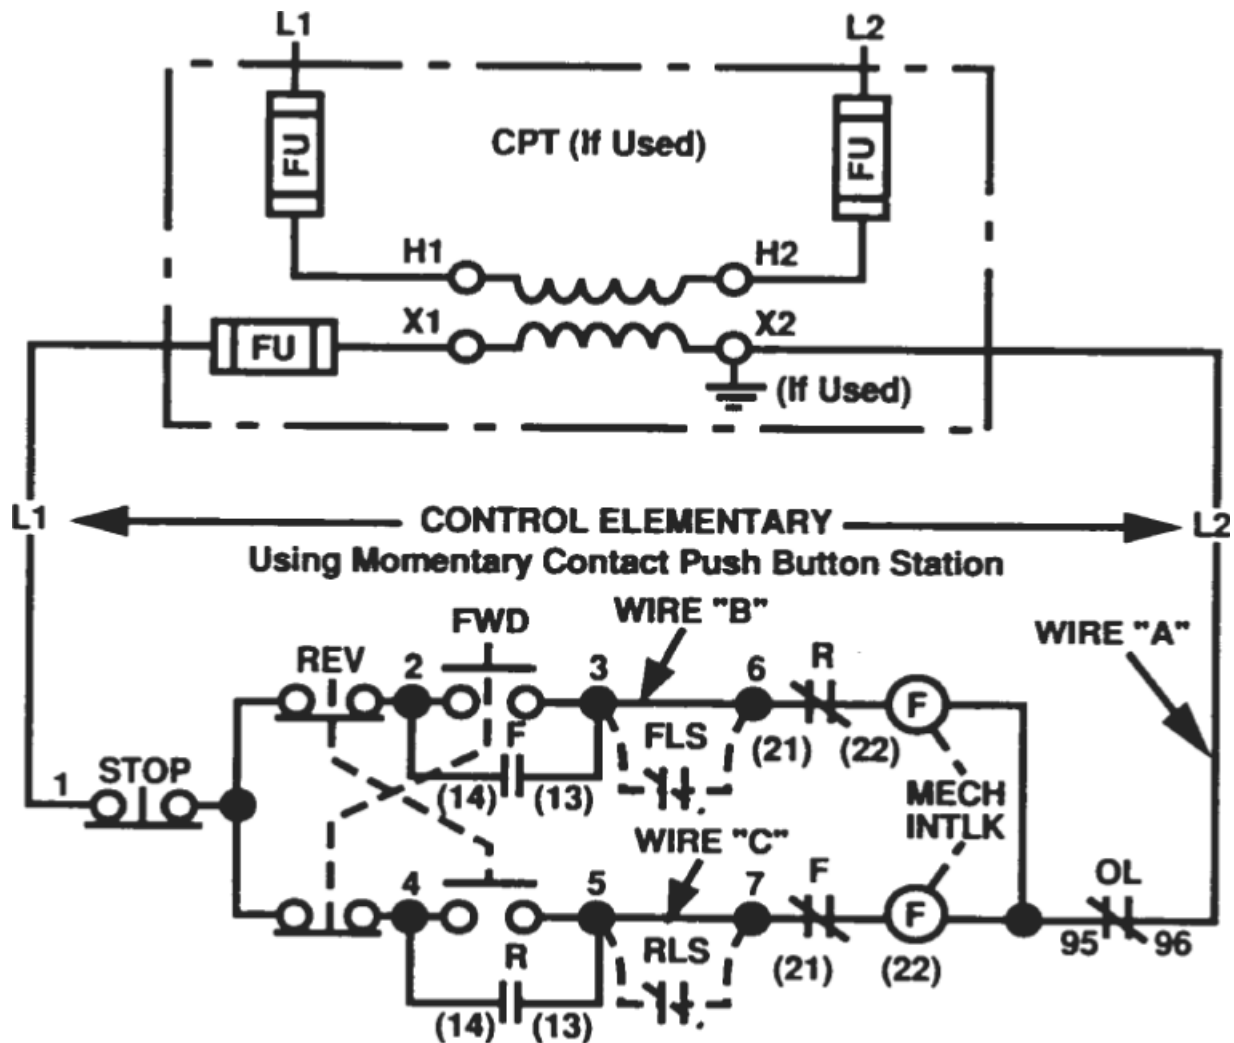 L1
L2
FU
CPT (If Used)
FU
H1
H2
X1
X2
FU
(If Used)
L1
CONTROL ELEMENTARY
L2
Using Momentary Contact Push Button Station
FWD
WIRE "B"
WIRE "A"
REV
2
3
6
R
F
F
FLS
(21)
(22)
1
STOP
(14)
(13)
MECH
INTLK
WIRE "C"
4
5
7
F
OL
F
R
RLS
(21)
(22)
95
96
(14)
(13)